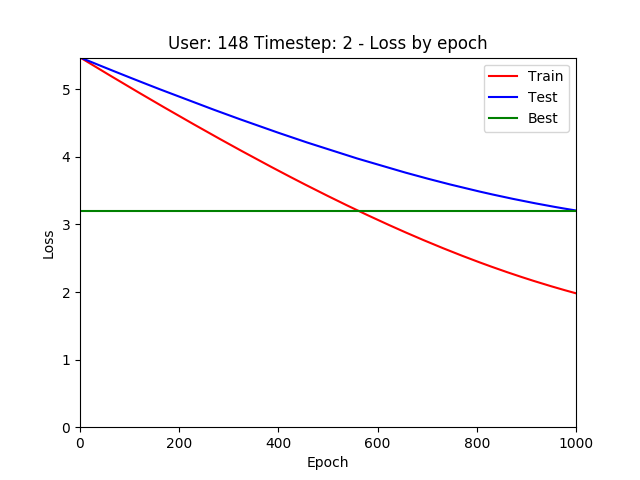 User: 148 Timestep: 2 - Loss by epoch
Train
Test
Best
5
4
3
2
1
0
Loss
0 200 400 600 800 1000
Epoch